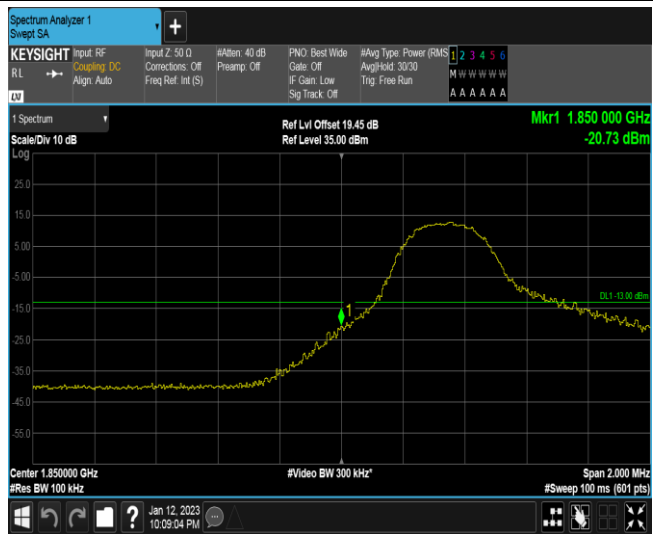 Spectrum Analyzer 1
Swept SA
+
KEYSIGHT
RL
LXI
Input: RF
Coupling: DC
Align: Auto
Input Z: 50 Ω
Corrections: Off
Freq Ref: Int (S)
#Atten: 40 dB
Preamp: Off
PNO: Best Wide
Gate: Off
IF Gain: Low
Sig Track: Off
#Avg Type: Power (RMS
Avg|Hold: 30/30
Trig: Free Run
1 2 3 4 5 6
M W W W W W
A A A A A A
1 Spectrum
Scale/Div 10 dB
Log
Ref Lvl Offset 19.45 dB
Ref Level 35.00 dBm
Mkr1 1.850 000 GHz
-20.73 dBm
25.0
15.0
5.00
-5.00
DL1 -13.00 dBm
-15.0
1
-25.0
-35.0
-45.0
-55.0
Center 1.850000 GHz
#Video BW 300 kHz*
Span 2.000 MHz
#Res BW 100 kHz
#Sweep 100 ms (601 pts)
?
Jan 12, 2023
10:09:04 PM